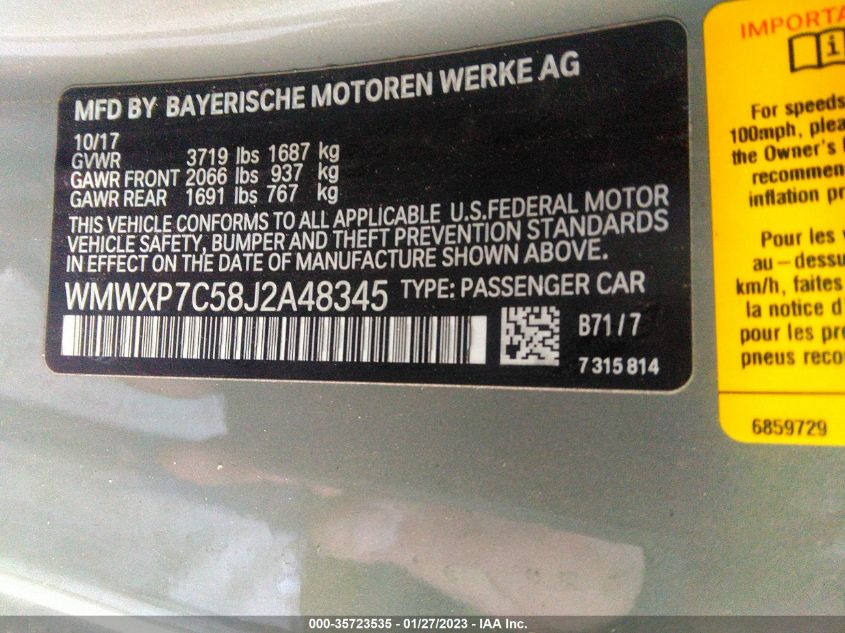 MFD BY BAYERISCHE MOTOREN WERKE AG
10/17
GVWR 3719 lbs 1687 kg
GAWR FRONT 2066 lbs 937 kg
GAWR REAR 1691 lbs 767 kg
THIS VEHICLE CONFORMS TO ALL APPLICABLE U.S.FEDERAL MOTOR
VEHICLE SAFETY, BUMPER AND THEFT PREVENTION STANDARDS
IN EFFECT ON THE DATE OF MANUFACTURE SHOWN ABOVE.
WMWXP7C58J2A48345 TYPE: PASSENGER CAR
B71/7
7 315 814
IMPORTA
i
For speeds
100mph, plea
the Owner's
recommen
inflation pr
Pour les
au – dessu
km/h, faites
la notice d'
pour les pre
pneus reco
6859729
000-35723535 - 01/27/2023 - IAA Inc.